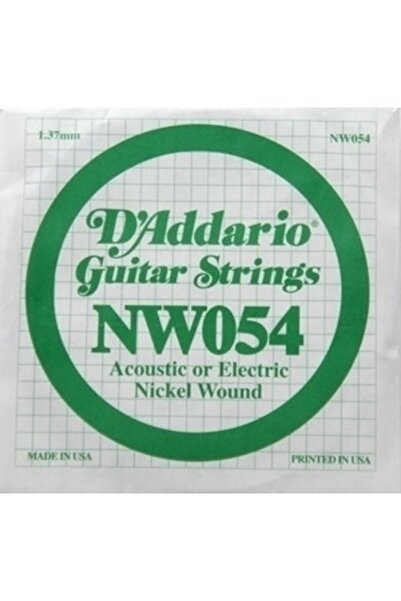 1.37mm NW054
D'Addario®
Guitar Strings
NW054
Acoustic or Electric
Nickel Wound
MADE IN USA PRINTED IN USA